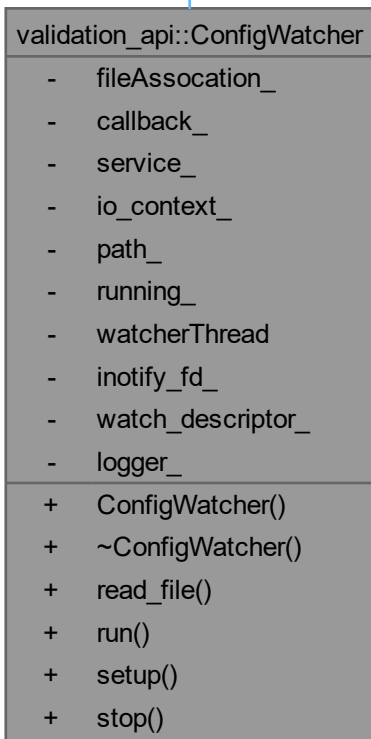 validation_api::ConfigWatcher
- fileAssocation_
- callback_
- service_
- io_context_
- path_
- running_
- watcherThread
- inotify_fd_
- watch_descriptor_
- logger_
+ ConfigWatcher()
+ ~ConfigWatcher()
+ read_file()
+ run()
+ setup()
+ stop()